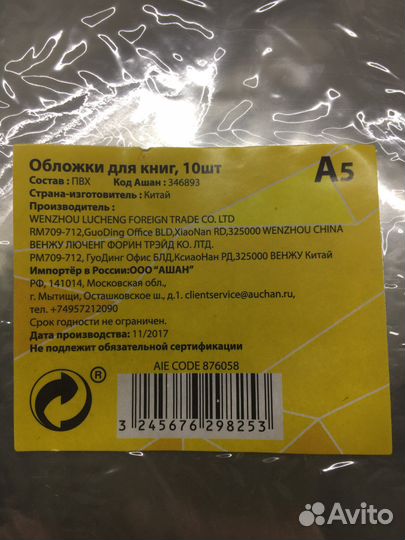 Обложки для книг, 10шт
A5
Состав : ПВХ Код Ашан : 346893
Страна-изготовитель : Китай
Производитель :
WENZHOU LUCHENG FOREIGN TRADE CO. LTD
RM709-712,GuoDing Office BLD,XiaoNan RD,325000 WENZHOU CHINA
ВЕНЖУ ЛЮЧЕНГ ФОРИН ТРЭЙД КО. ЛТД.
РМ709-712, ГуоДинг Офис БЛД,КсиаоНан РД,325000 ВЕНЖУ Китай
Импортёр в России:ООО "АШАН"
РФ, 141014, Московская обл.,
г. Мытищи, Осташковское ш., д.1. clientservice@auchan.ru,
тел. +74957212090
Срок годности не ограничен.
Дата производства: 11/2017
Не подлежит обязательной сертификации
AIE CODE 876058
®
3 245676 298253
Avito